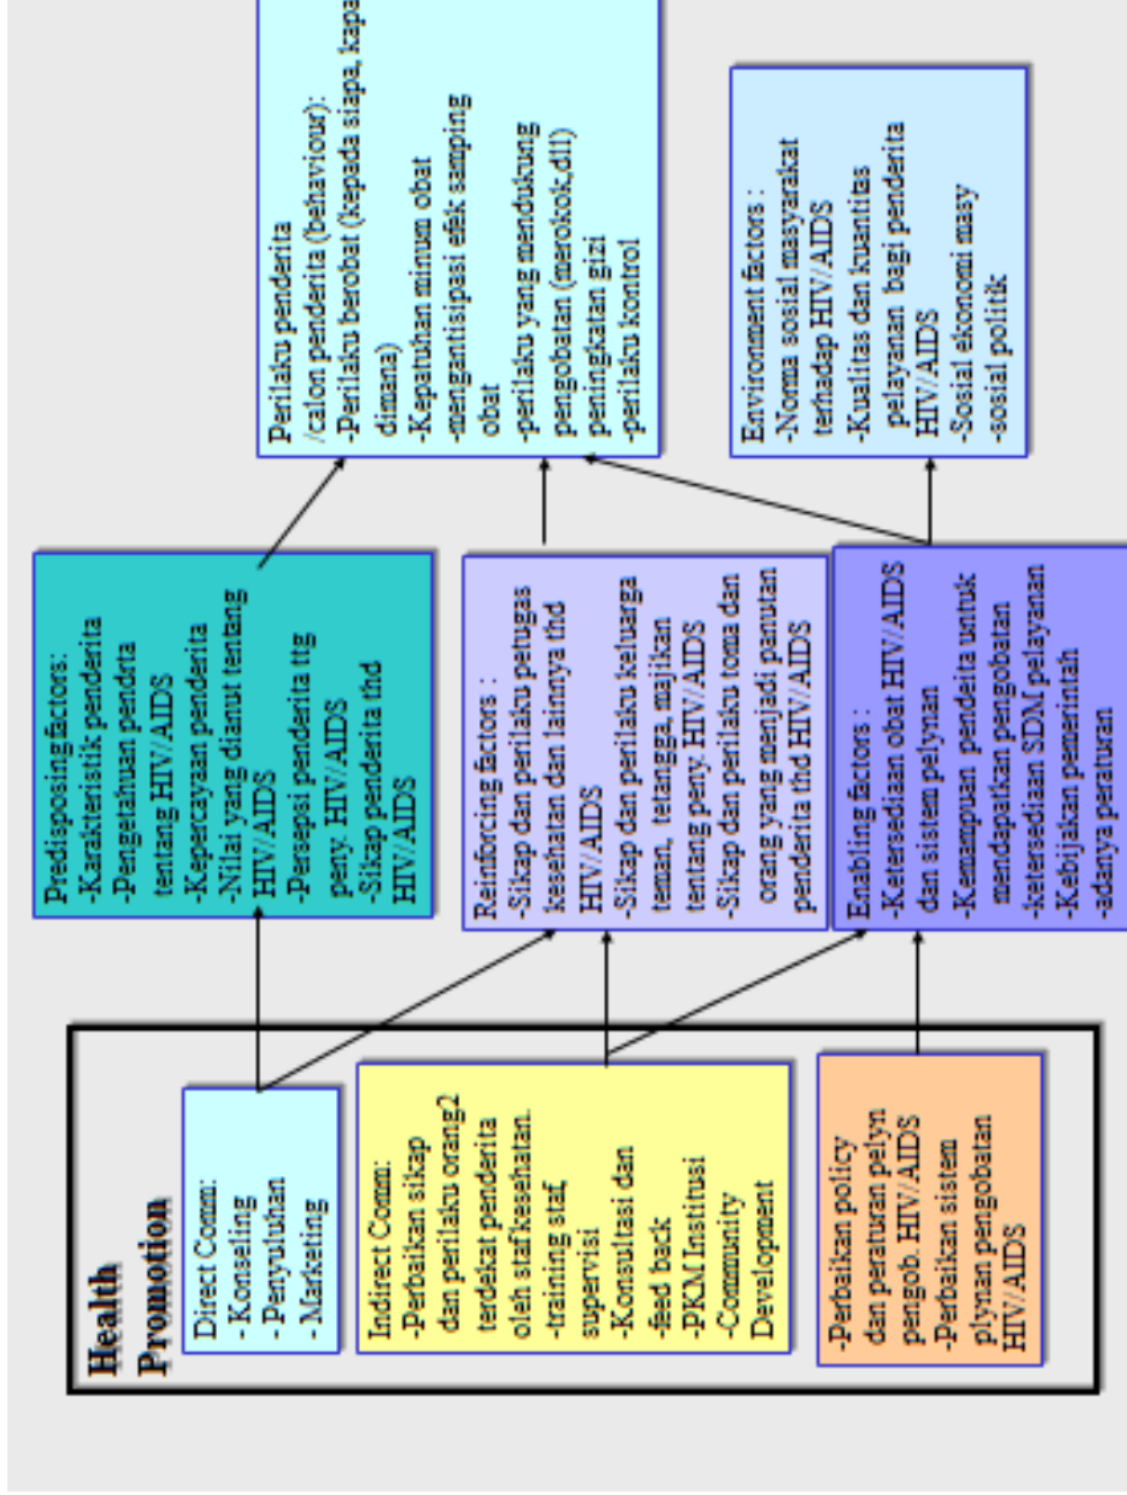 Health
Promotion
Direct Comm:
- Konseling
- Penyuluhan
- Marketing
Indirect Comm:
-Perbaikan sikap
dan perilaku orang2
terdekat penderita
oleh staf kesehatan.
-training staf,
supervisi
-Konsultasi dan
-feed back
-PKM Institusi
-Community
Development
-Perbaikan policy
dan peraturan pelyn
pengob. HIV/AIDS
-Perbaikan sistem
plynan pengobatan
HIV/AIDS
Predisposing factors:
-Karakteristik penderita
-Pengetahuan pendrta
tentang HIV/AIDS
-Kepercayaan penderita
-Nilai yang dianut tentang
HIV/AIDS
-Persepsi penderita ttg
peny. HIV/AIDS
-Sikap penderita thd
HIV/AIDS
Reinforcing factors :
-Sikap dan perilaku petugas
kesehatan dan lainnya thd
HIV/AIDS
-Sikap dan perilaku keluarga
teman, tetangga, majikan
tentang peny. HIV/AIDS
-Sikap dan perilaku toma dan
orang yang menjadi panutan
penderita thd HIV/AIDS
Enabling factors :
-Ketersediaan obat HIV/AIDS
dan sistem pelynan
-Kemampuan pendeita untuk
mendapatkan pengobatan
-ketersediaan SDM pelayanan
-Kebijakan pemerintah
-adanya peraturan
Perilaku penderita
/calon penderita (behaviour):
-Perilaku berobat (kepada siapa, kapa
dimana)
-Kepatuhan minum obat
-mengantisipasi efek samping
obat
-perilaku yang mendukung
pengobatan (merokok,dll)
peningkatan gizi
-perilaku kontrol
Environment factors :
-Norma sosial masyarakat
terhadap HIV/AIDS
-Kualitas dan kuantitas
pelayanan bagi penderita
HIV/AIDS
-Sosial ekonomi masy
-sosial politik